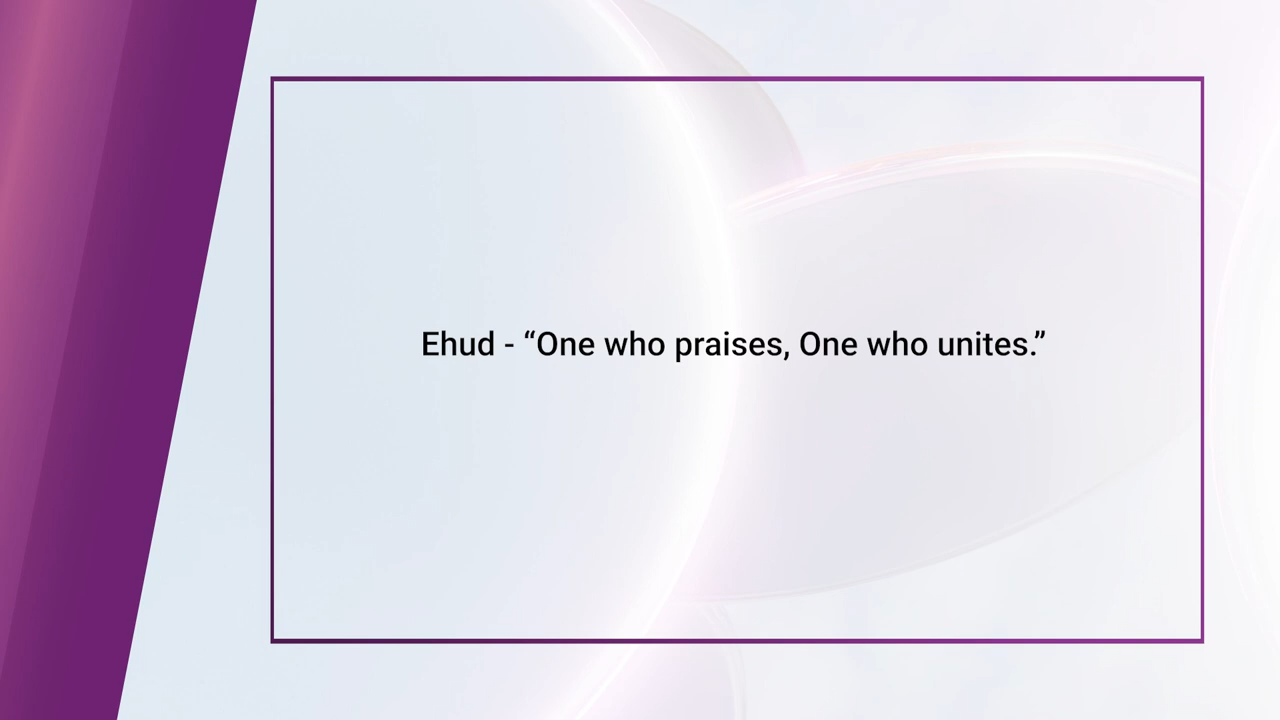 Ehud - “One who praises, One who unites.”